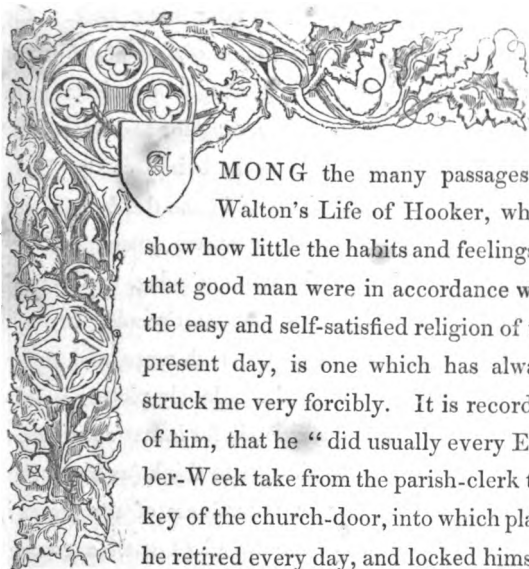 AMONG the many passages
Walton's Life of Hooker, wh
show how little the habits and feelings
that good man were in accordance w
the easy and self-satisfied religion of
present day, is one which has alwa
struck me very forcibly. It is record
of him, that he “ did usually every E
ber-Week take from the parish-clerk t
key of the church-door, into which pla
he retired every day, and locked hims